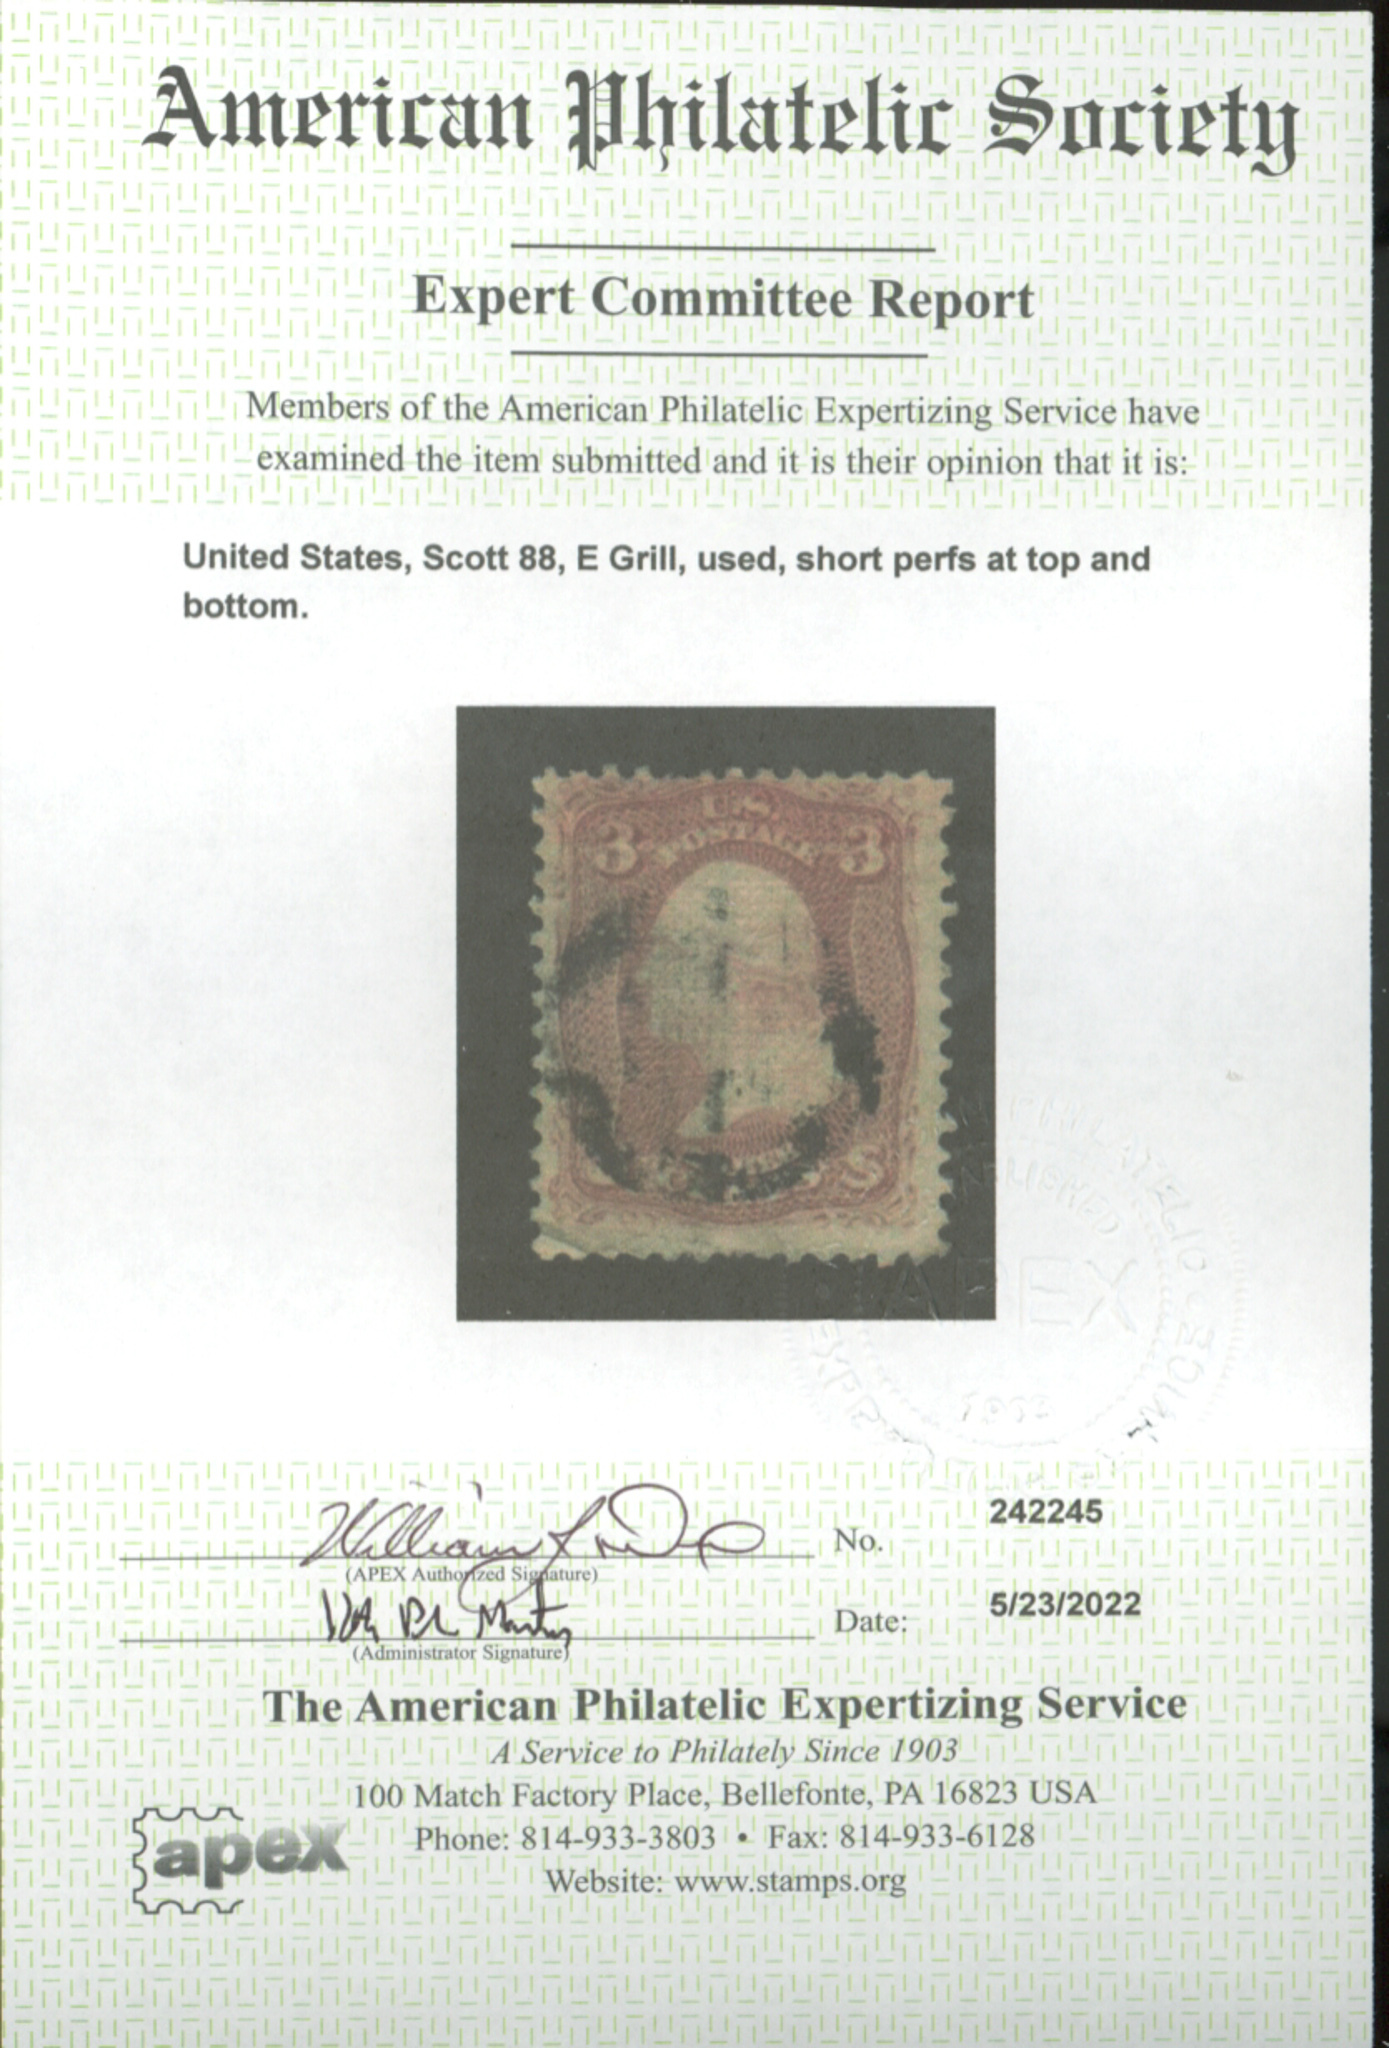 American Philatelic Society
Expert Committee Report
Members of the American Philatelic Expertizing Service have
examined the item submitted and it is their opinion that it is:
United States, Scott 88, E Grill, used, short perfs at top and
bottom.
U.S.
3 POSTAGE 3
S
APEX
No. 242245
(APEX Authorized Signature)
Date: 5/23/2022
(Administrator Signature)
The American Philatelic Expertizing Service
A Service to Philately Since 1903
100 Match Factory Place, Bellefonte, PA 16823 USA
apex
Phone: 814-933-3803 • Fax: 814-933-6128
Website: www.stamps.org